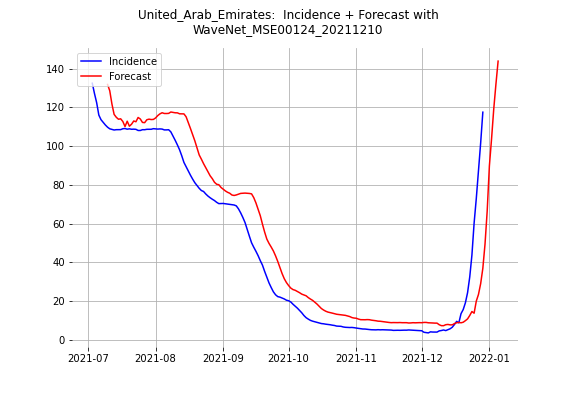 United_Arab_Emirates:  Incidence + Forecast with
WaveNet_MSE00124_20211210
Incidence
Forecast
140
120
100
80
60
40
20
0
2021-07 2021-08 2021-09 2021-10 2021-11 2021-12 2022-01